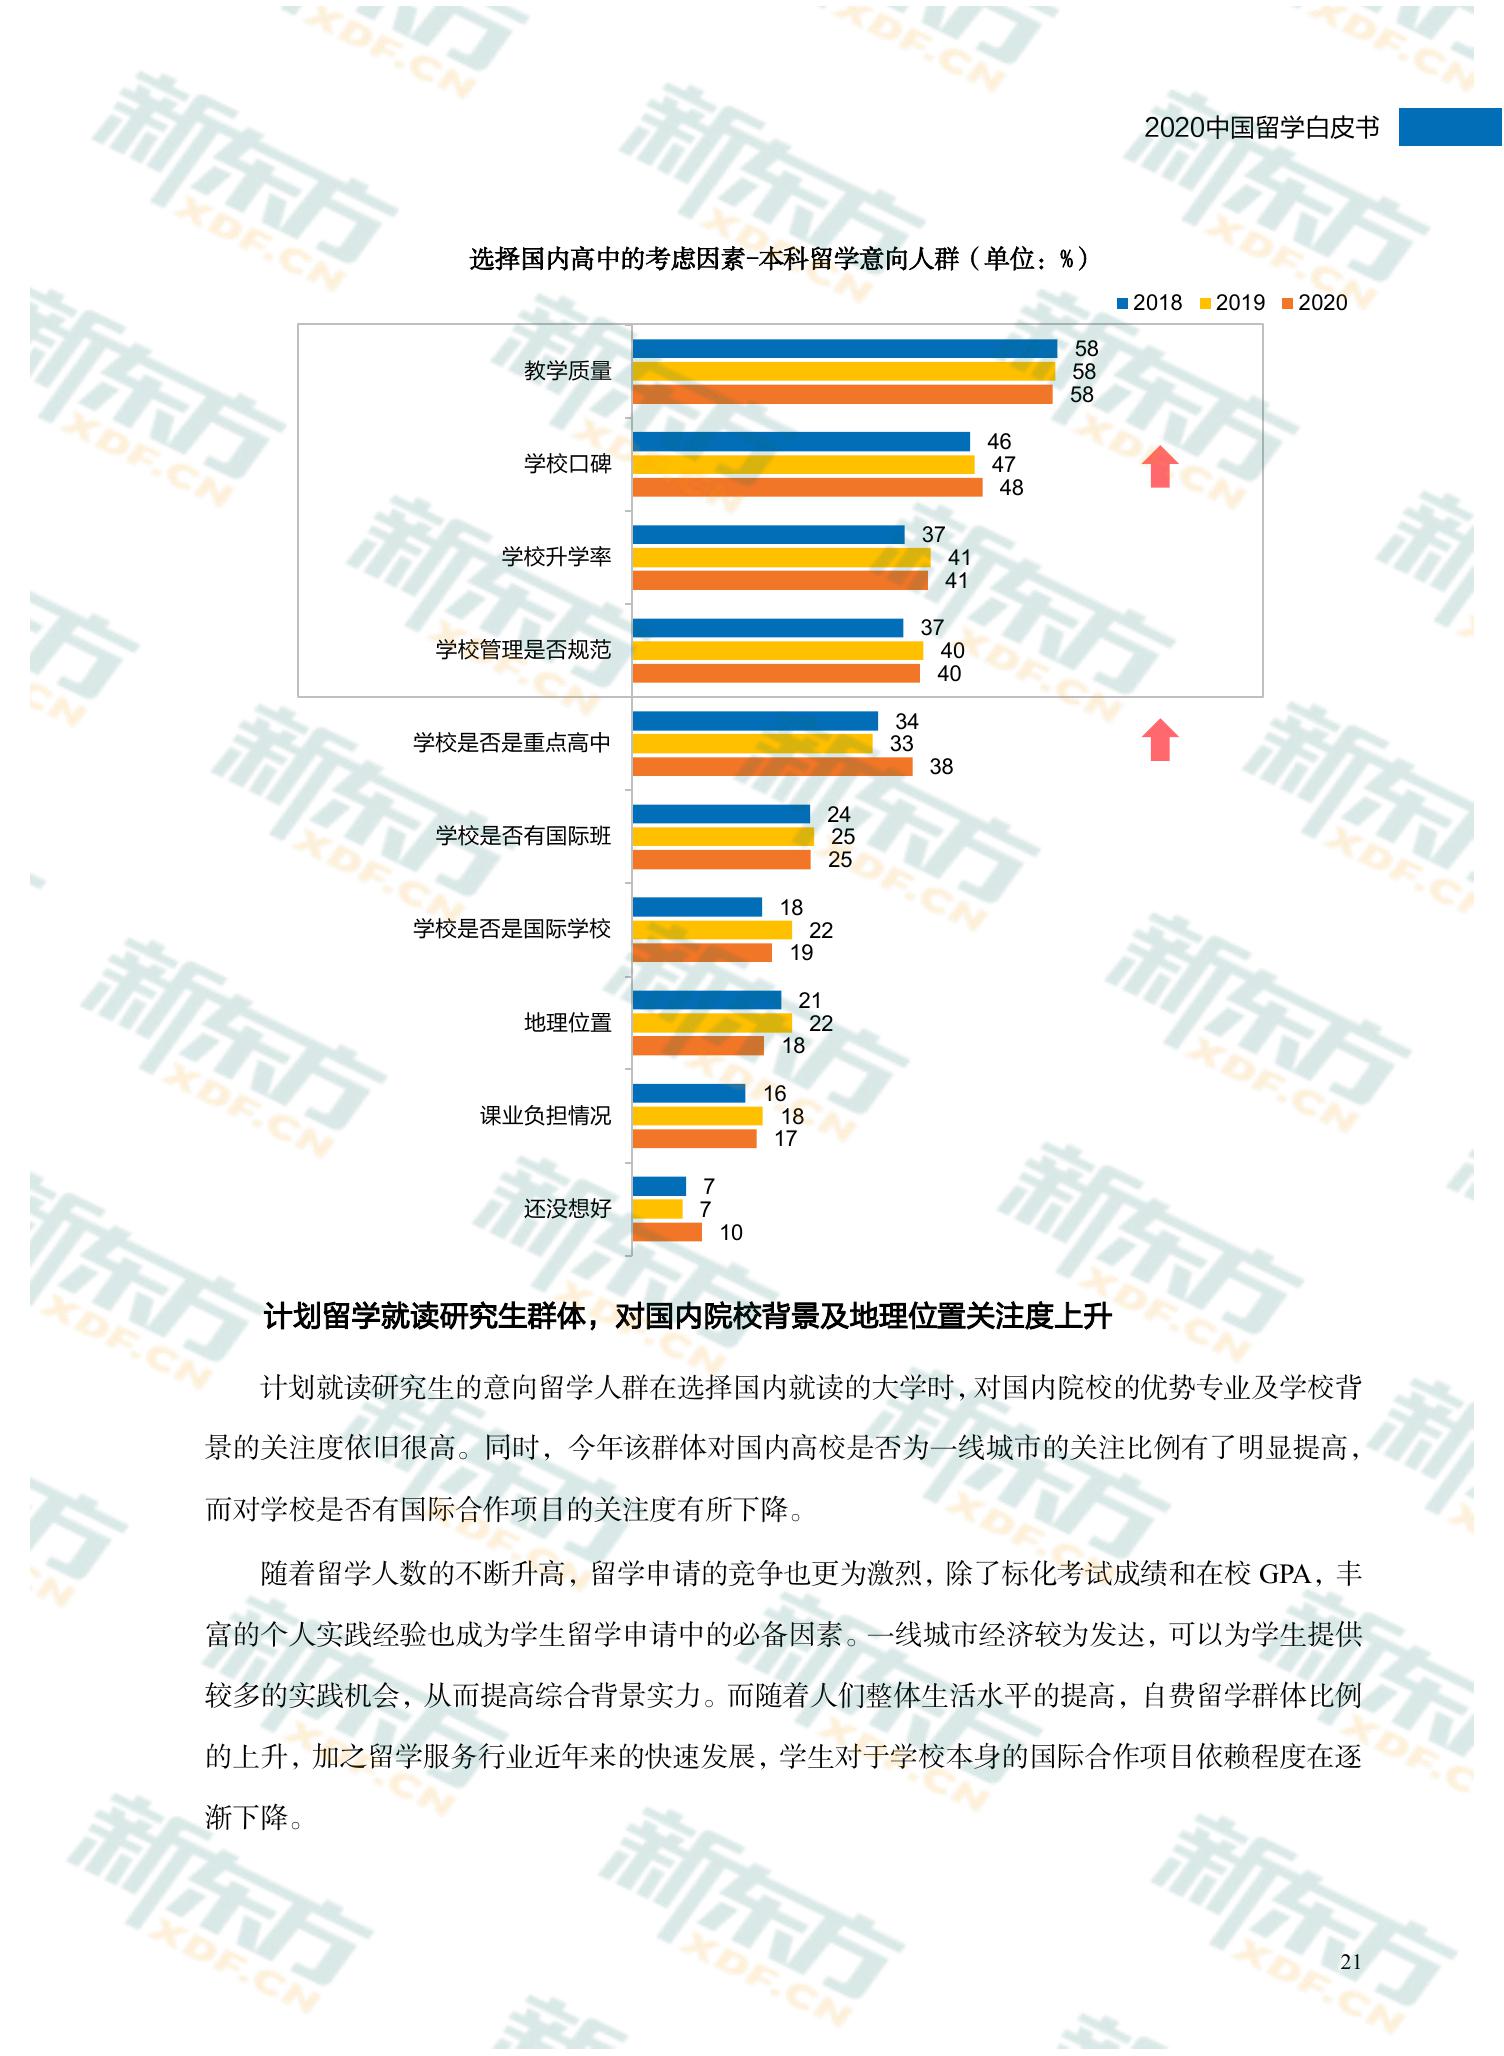 2020中国留学白皮书
选择国内高中的考虑因素-本科留学意向人群（单位：%）
2018 2019 2020
教学质量 58 58 58
学校口碑 46 47 48
学校升学率 37 41 41
学校管理是否规范 37 40 40
学校是否是重点高中 34 33 38
学校是否有国际班 24 25 25
学校是否是国际学校 18 22 19
地理位置 21 22 18
课业负担情况 16 18 17
还没想好 7 7 10
计划留学就读研究生群体，对国内院校背景及地理位置关注度上升
计划就读研究生的意向留学人群在选择国内就读的大学时，对国内院校的优势专业及学校背
景的关注度依旧很高。同时，今年该群体对国内高校是否为一线城市的关注比例有了明显提高，
而对学校是否有国际合作项目的关注度有所下降。
随着留学人数的不断升高，留学申请的竞争也更为激烈，除了标化考试成绩和在校 GPA，丰
富的个人实践经验也成为学生留学申请中的必备因素。一线城市经济较为发达，可以为学生提供
较多的实践机会，从而提高综合背景实力。而随着人们整体生活水平的提高，自费留学群体比例
的上升，加之留学服务行业近年来的快速发展，学生对于学校本身的国际合作项目依赖程度在逐
渐下降。
21
新东方
XDF.CN